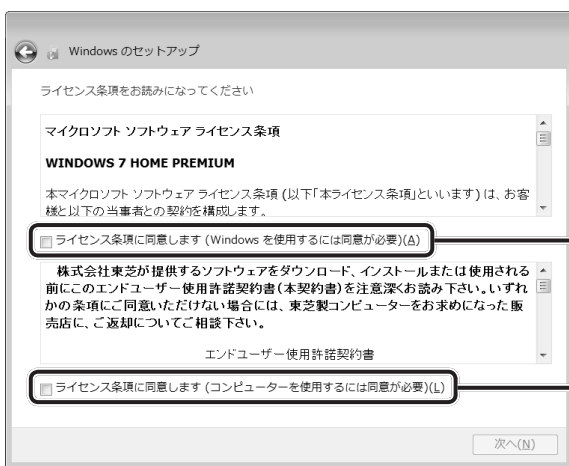 Windows のセットアップ
ライセンス条項をお読みになってください
マイクロソフト ソフトウェア ライセンス条項
WINDOWS 7 HOME PREMIUM
本マイクロソフト ソフトウェア ライセンス条項 (以下「本ライセンス条項」といいます) は、お客
様と以下の当事者との契約を構成します。
ライセンス条項に同意します (Windows を使用するには同意が必要)(A)
株式会社東芝が提供するソフトウェアをダウンロード、インストールまたは使用される
前にこのエンドユーザー使用許諾契約書(本契約書)を注意深くお読み下さい。いずれ
かの条項にご同意いただけない場合には、東芝製コンピューターをお求めになった販
売店に、ご返却についてご相談下さい。
エンドユーザー使用許諾契約書
ライセンス条項に同意します (コンピューターを使用するには同意が必要)(L)
次へ(N)